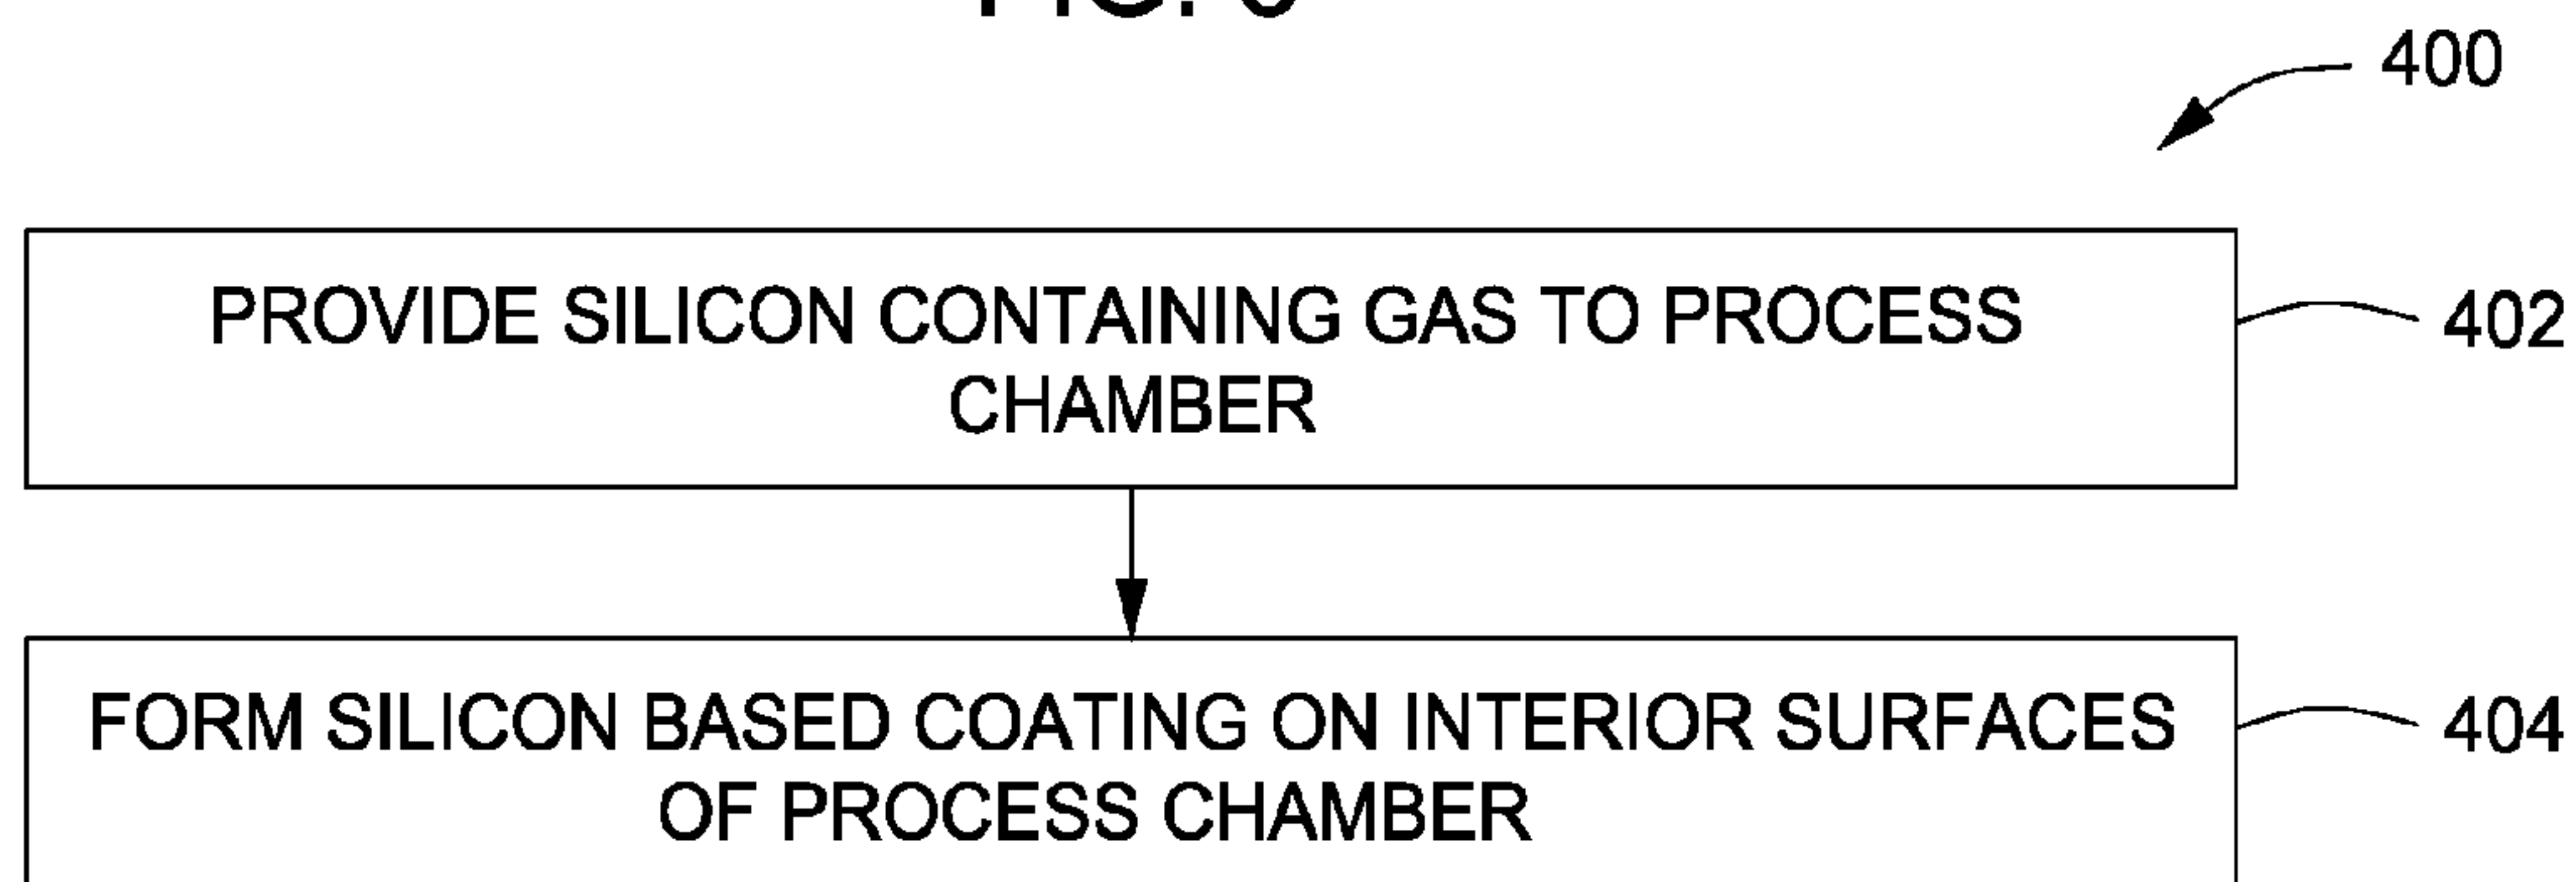 400
PROVIDE SILICON CONTAINING GAS TO PROCESS
CHAMBER
402
FORM SILICON BASED COATING ON INTERIOR SURFACES
OF PROCESS CHAMBER
404